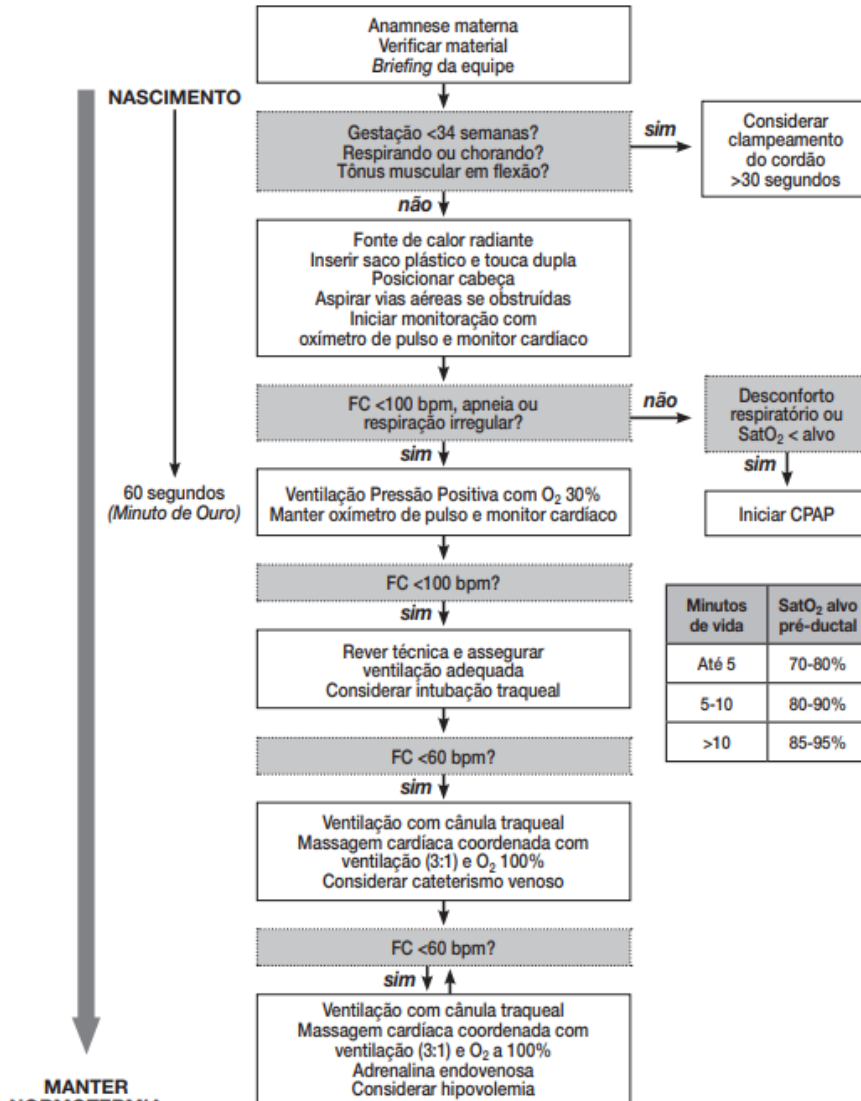 Anamnese materna
Verificar material
Briefing da equipe
NASCIMENTO
Gestação <34 semanas?
Respirando ou chorando?
Tônus muscular em flexão?
sim
Considerar
clampeamento
do cordão
>30 segundos
não
Fonte de calor radiante
Inserir saco plástico e touca dupla
Posicionar cabeça
Aspirar vias aéreas se obstruídas
Iniciar monitoração com
oxímetro de pulso e monitor cardíaco
FC <100 bpm, apneia ou
respiração irregular?
não
Desconforto
respiratório ou
SatO₂ < alvo
sim
sim
60 segundos
(Minuto de Ouro)
Ventilação Pressão Positiva com O₂ 30%
Manter oxímetro de pulso e monitor cardíaco
Iniciar CPAP
FC <100 bpm?
sim
Minutos de vida SatO₂ alvo pré-ductal
Até 5 70-80%
5-10 80-90%
>10 85-95%
Rever técnica e assegurar
ventilação adequada
Considerar intubação traqueal
FC <60 bpm?
sim
Ventilação com cânula traqueal
Massagem cardíaca coordenada com
ventilação (3:1) e O₂ 100%
Considerar cateterismo venoso
FC <60 bpm?
sim
Ventilação com cânula traqueal
Massagem cardíaca coordenada com
ventilação (3:1) e O₂ a 100%
Adrenalina endovenosa
Considerar hipovolemia
MANTER